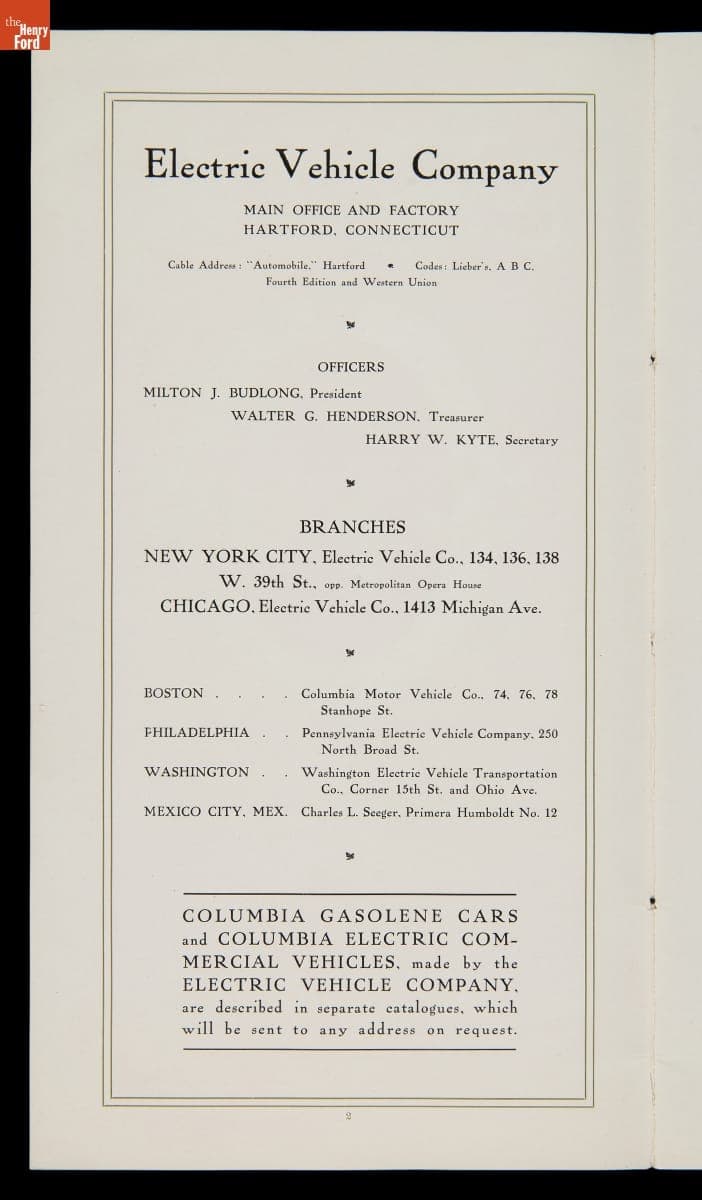 the
Henry
Ford
Electric Vehicle Company
MAIN OFFICE AND FACTORY
HARTFORD, CONNECTICUT
Cable Address: "Automobile," Hartford Codes: Lieber's, A B C,
Fourth Edition and Western Union
OFFICERS
MILTON J. BUDLONG, President
WALTER G. HENDERSON, Treasurer
HARRY W. KYTE, Secretary
BRANCHES
NEW YORK CITY, Electric Vehicle Co., 134, 136, 138
W. 39th St., opp. Metropolitan Opera House
CHICAGO, Electric Vehicle Co., 1413 Michigan Ave.
BOSTON . . . . Columbia Motor Vehicle Co., 74, 76, 78
Stanhope St.
PHILADELPHIA . . Pennsylvania Electric Vehicle Company, 250
North Broad St.
WASHINGTON . . Washington Electric Vehicle Transportation
Co., Corner 15th St. and Ohio Ave.
MEXICO CITY, MEX. Charles L. Seeger, Primera Humboldt No. 12
COLUMBIA GASOLENE CARS
and COLUMBIA ELECTRIC COM-
MERCIAL VEHICLES, made by the
ELECTRIC VEHICLE COMPANY,
are described in separate catalogues, which
will be sent to any address on request.
2